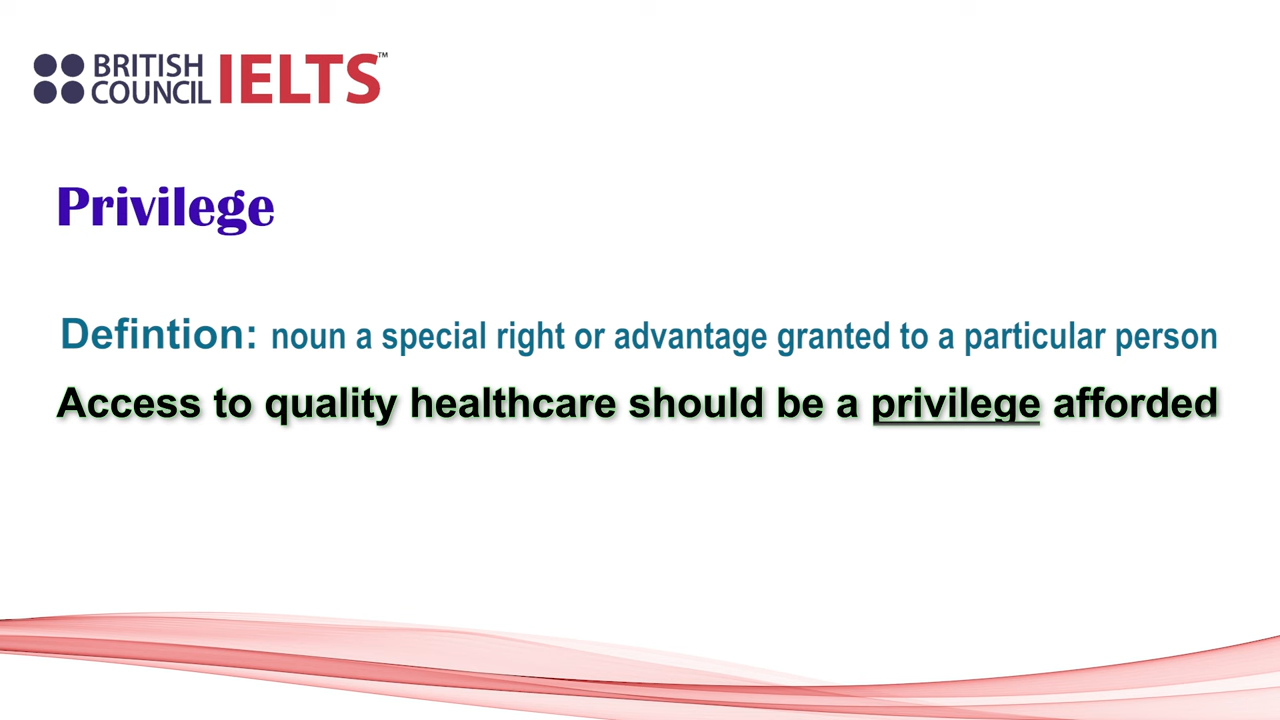 BRITISH
COUNCIL
IELTS™
Privilege
Defintion: noun a special right or advantage granted to a particular person
Access to quality healthcare should be a privilege afforded